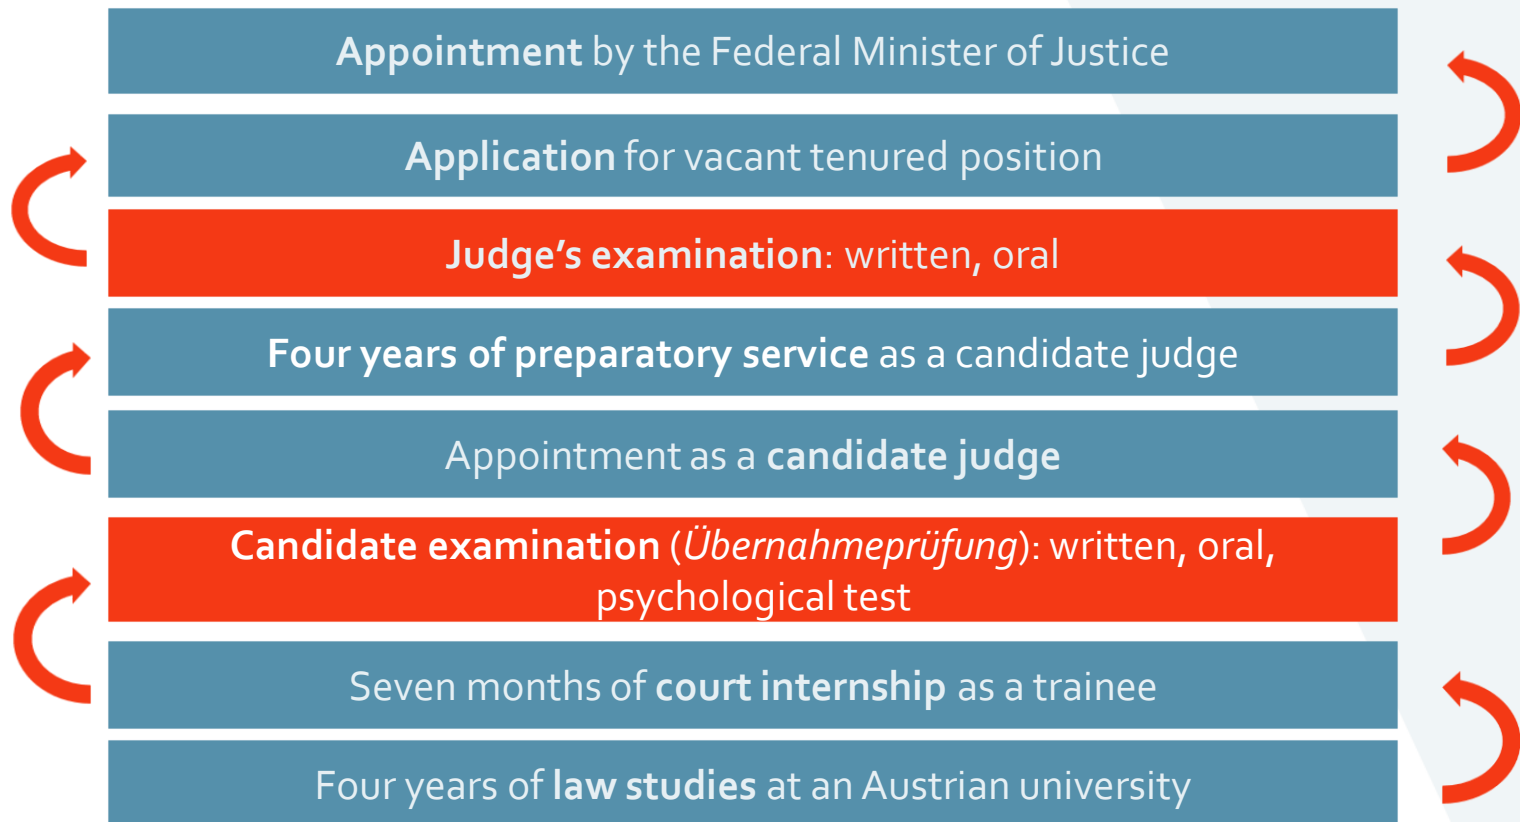 Appointment by the Federal Minister of Justice
Application for vacant tenured position
Judge’s examination: written, oral
Four years of preparatory service as a candidate judge
Appointment as a candidate judge
Candidate examination (Übernahmeprüfung): written, oral,
psychological test
Seven months of court internship as a trainee
Four years of law studies at an Austrian university